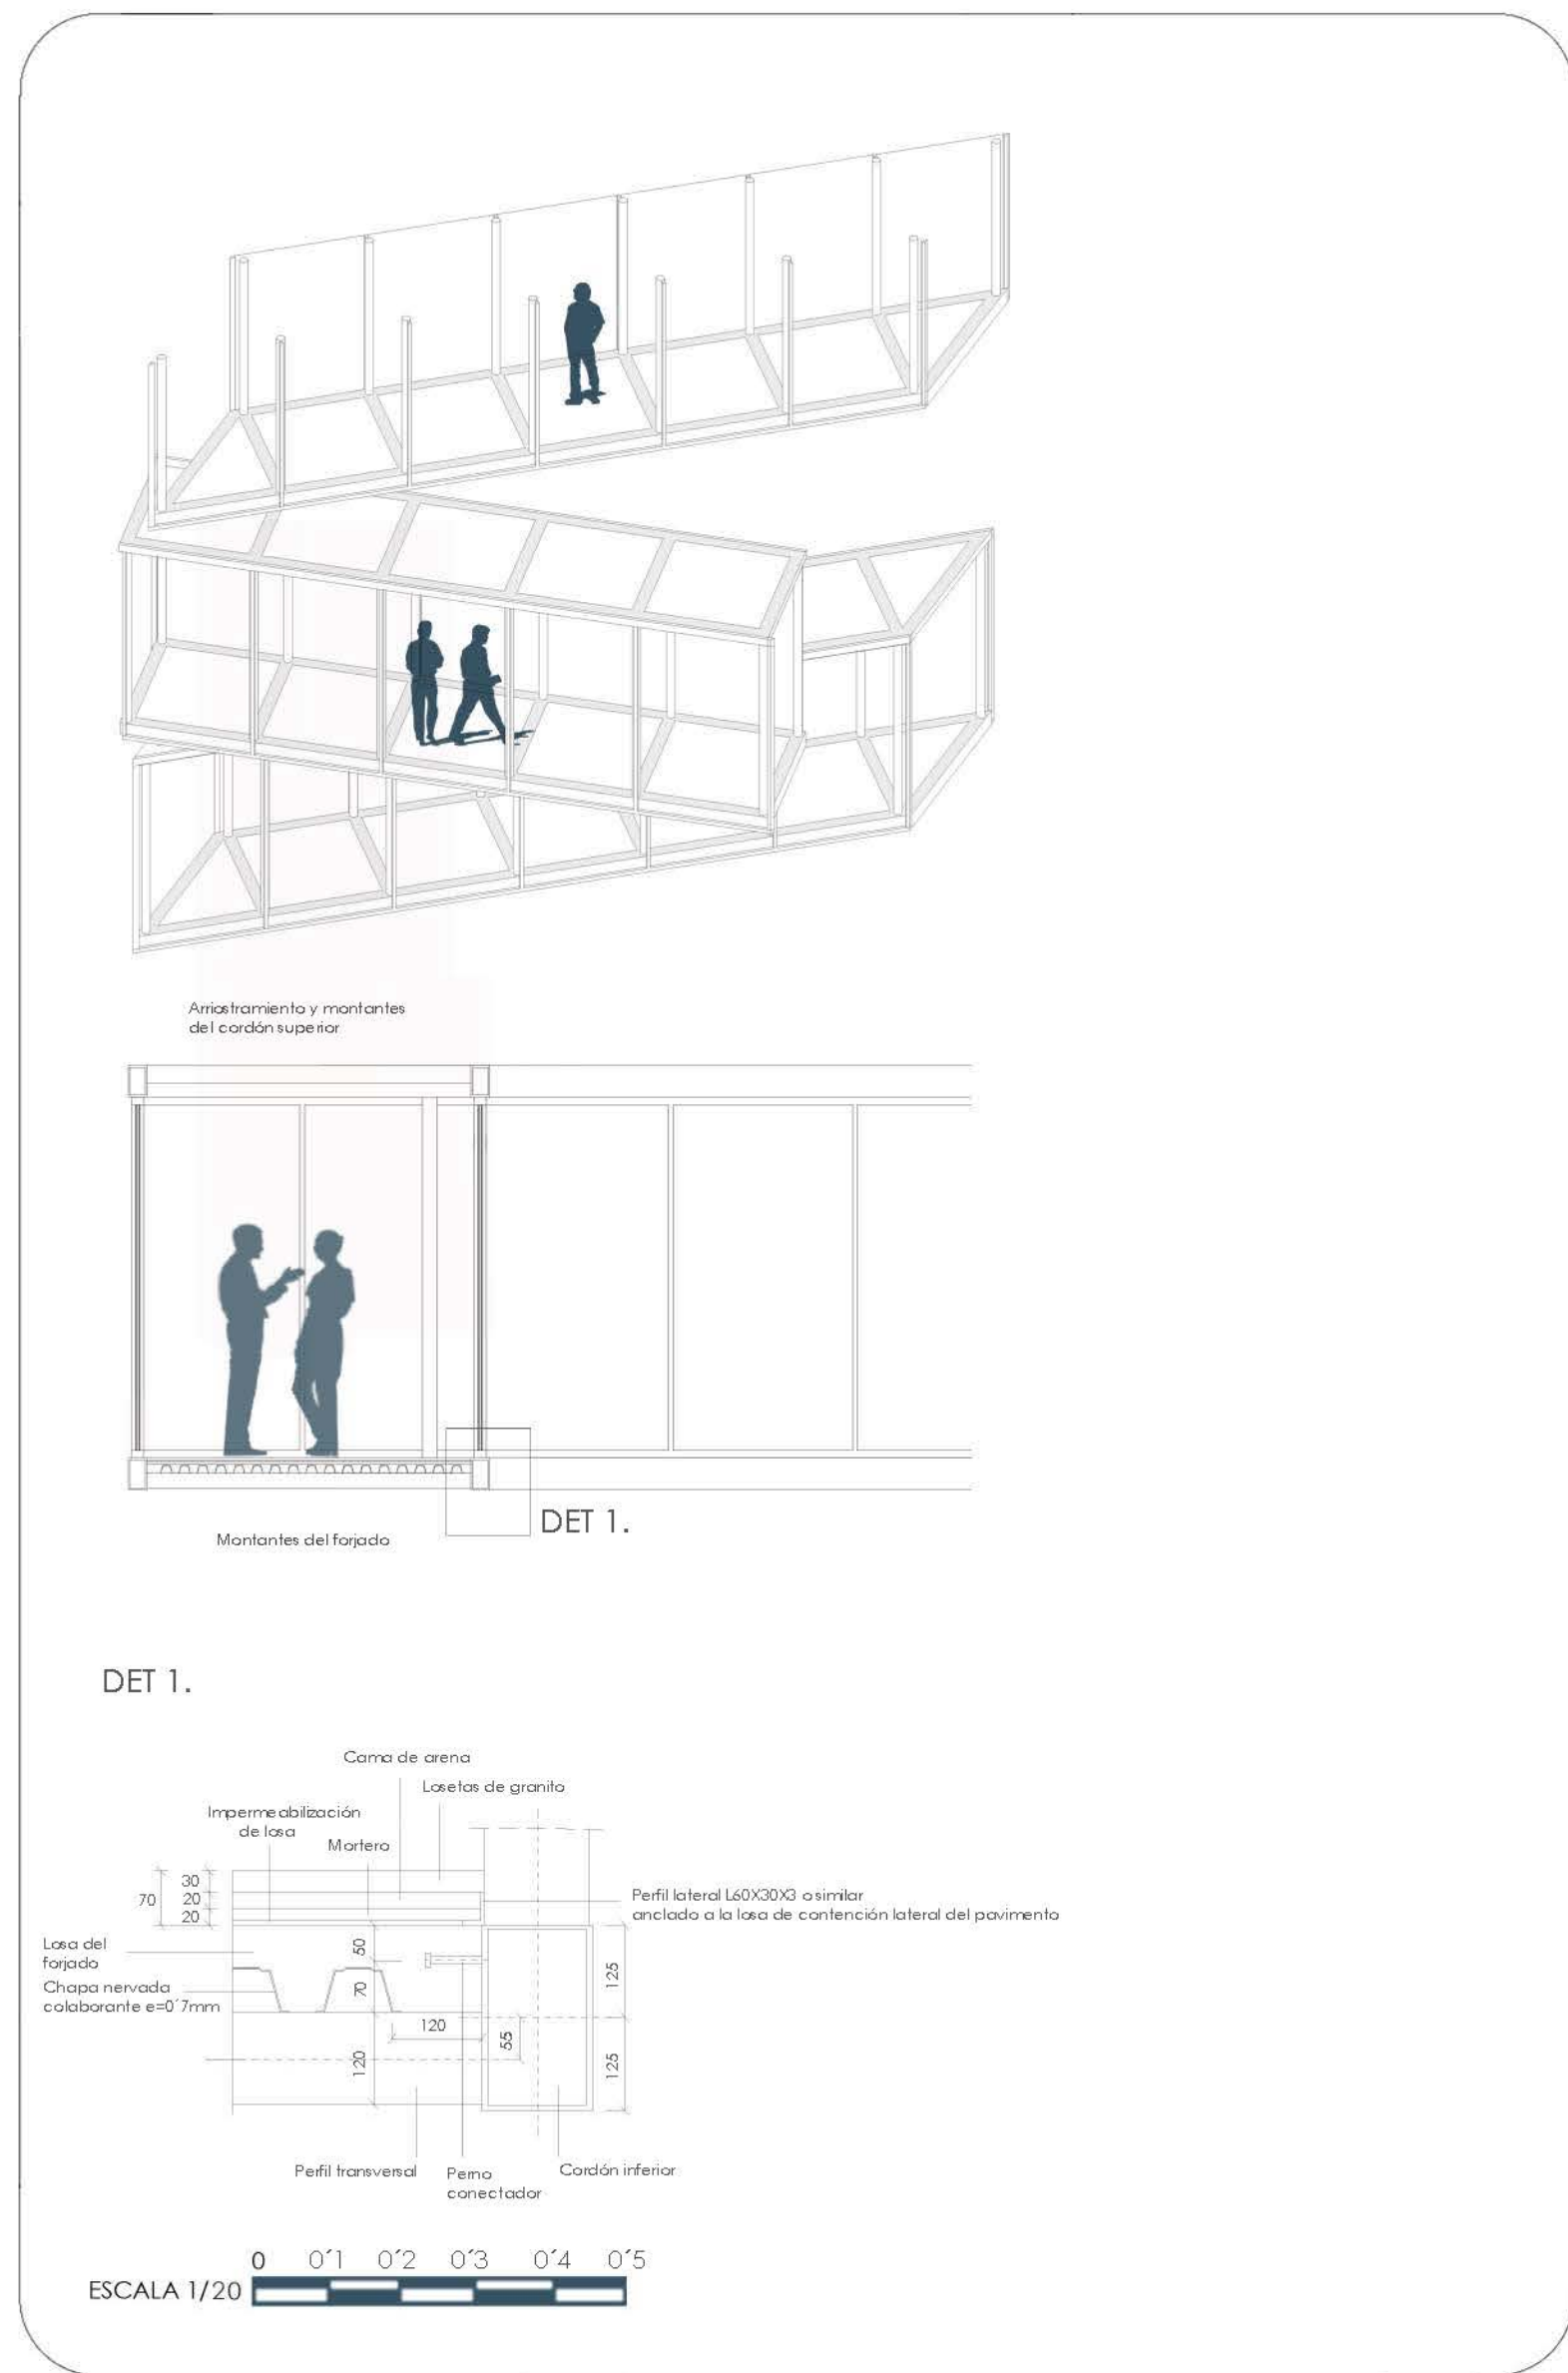 Arriostramiento y montantes
del cordón superior
DET 1.
Montantes del forjado
DET 1.
Cama de arena
Losetas de granito
Impermeabilización
de losa
Mortero
30
70
20
20
Perfil lateral L60X30X3 o similar
anclado a la losa de contención lateral del pavimento
Losa del
forjado
50
125
Chapa nervada
colaborante e=0´7mm
70
120
55
120
125
Perfil transversal
Perno
conectador
Cordón inferior
0 0´1 0´2 0´3 0´4 0´5
ESCALA 1/20